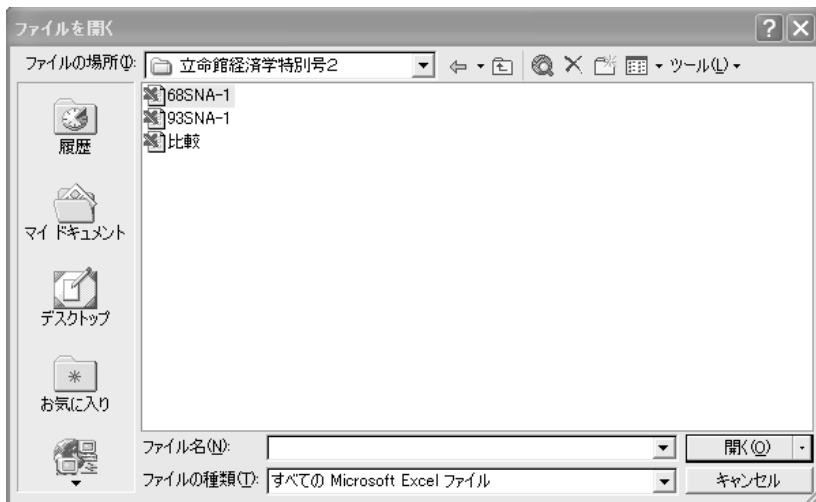 ファイルを開く
ファイルの場所(I):
立命館経済学特別号2
ツール(L)
68SNA-1
93SNA-1
比較
履歴
マイ ドキュメント
デスクトップ
お気に入り
ファイル名(N):
開く(O)
ファイルの種類(T):
すべての Microsoft Excel ファイル
キャンセル